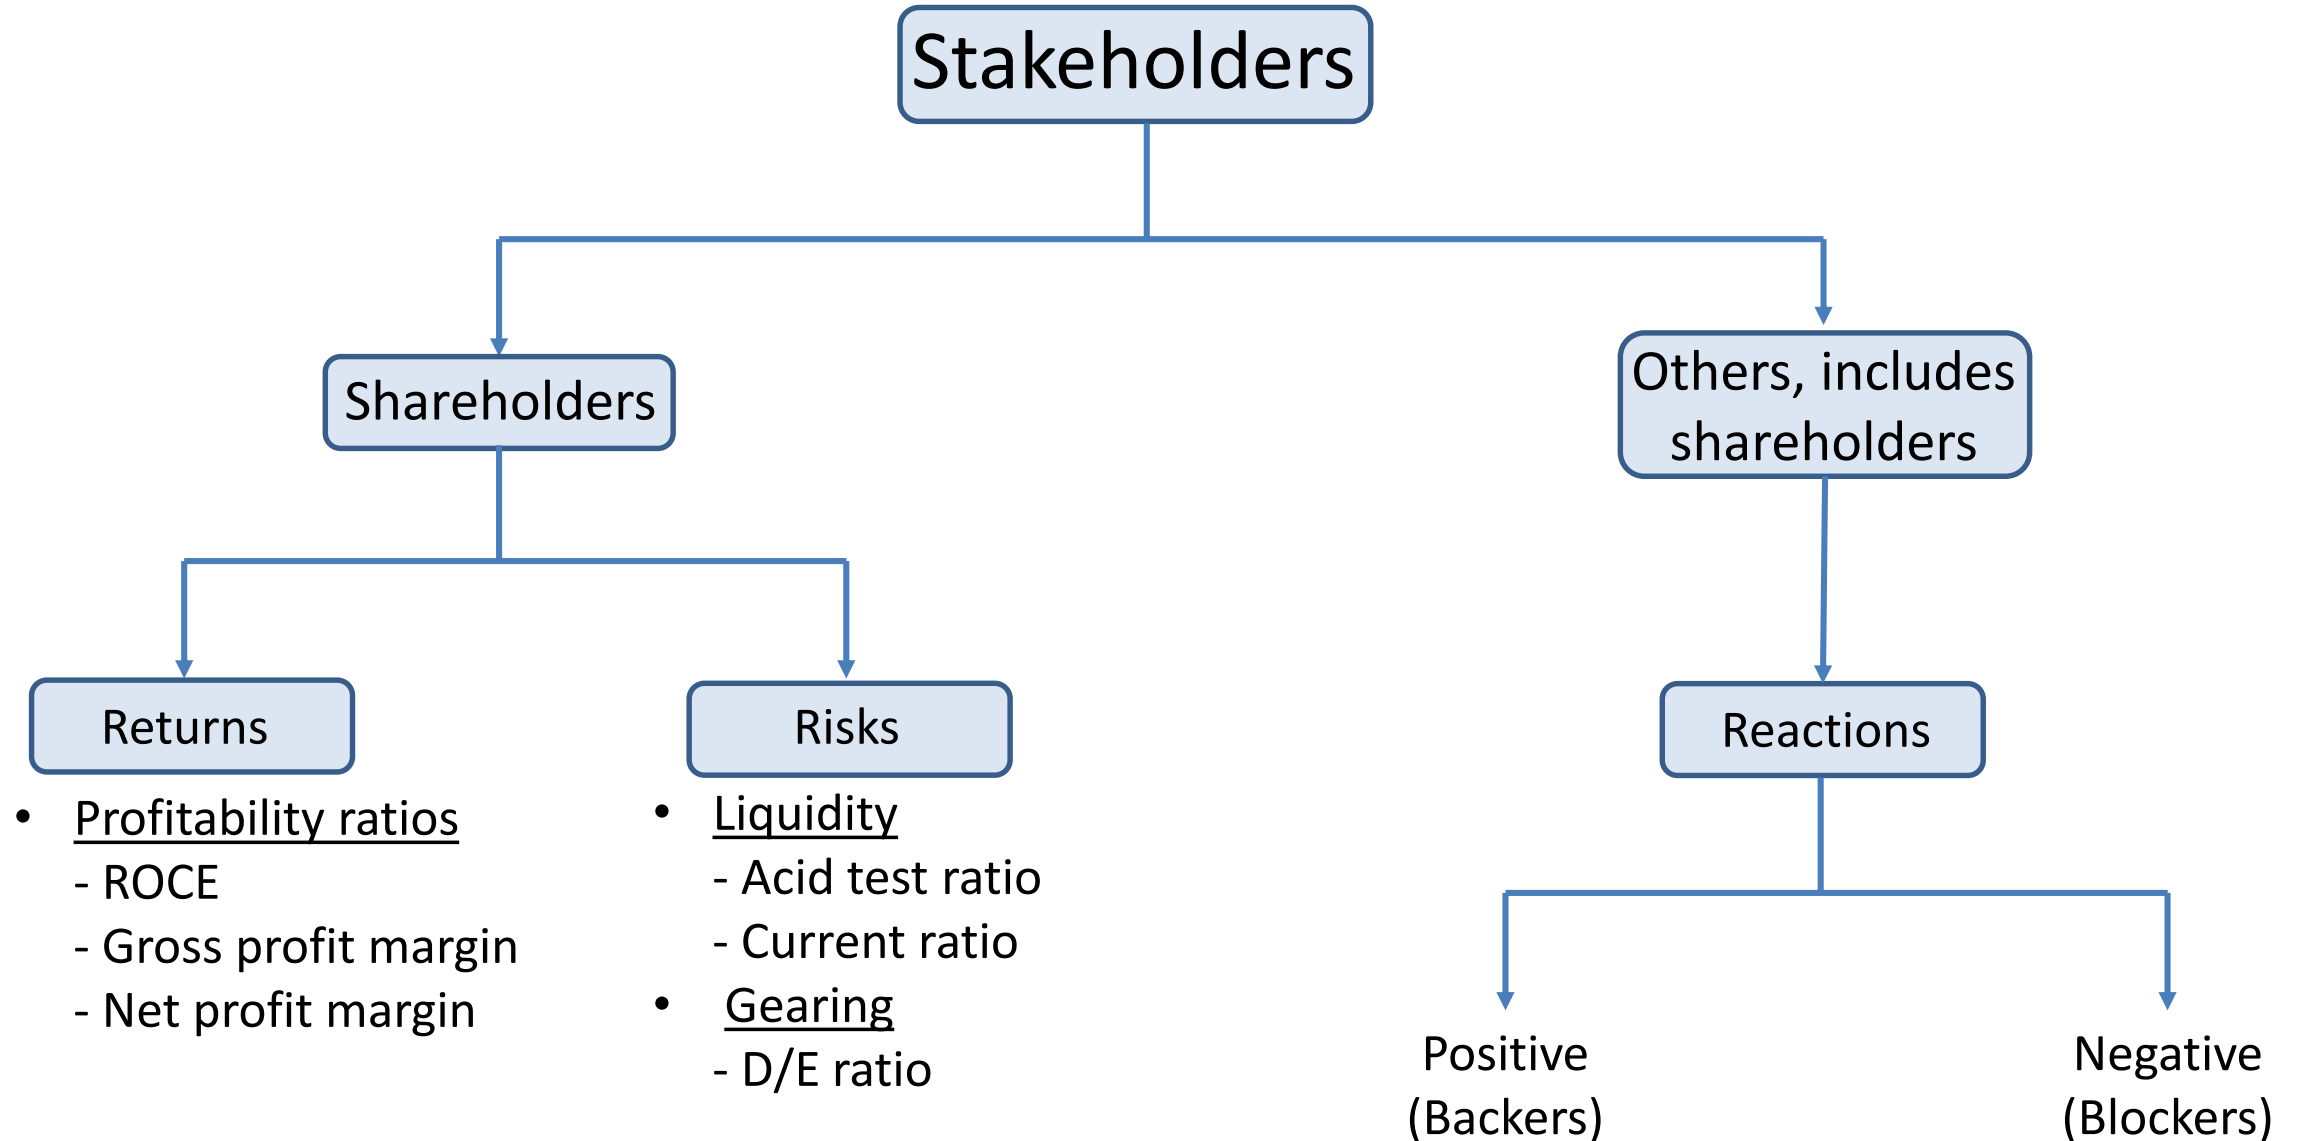 Stakeholders
Shareholders
Others, includes
shareholders
Returns
Risks
Reactions
• Profitability ratios
- ROCE
- Gross profit margin
- Net profit margin
• Liquidity
- Acid test ratio
- Current ratio
• Gearing
- D/E ratio
Positive
(Backers)
Negative
(Blockers)